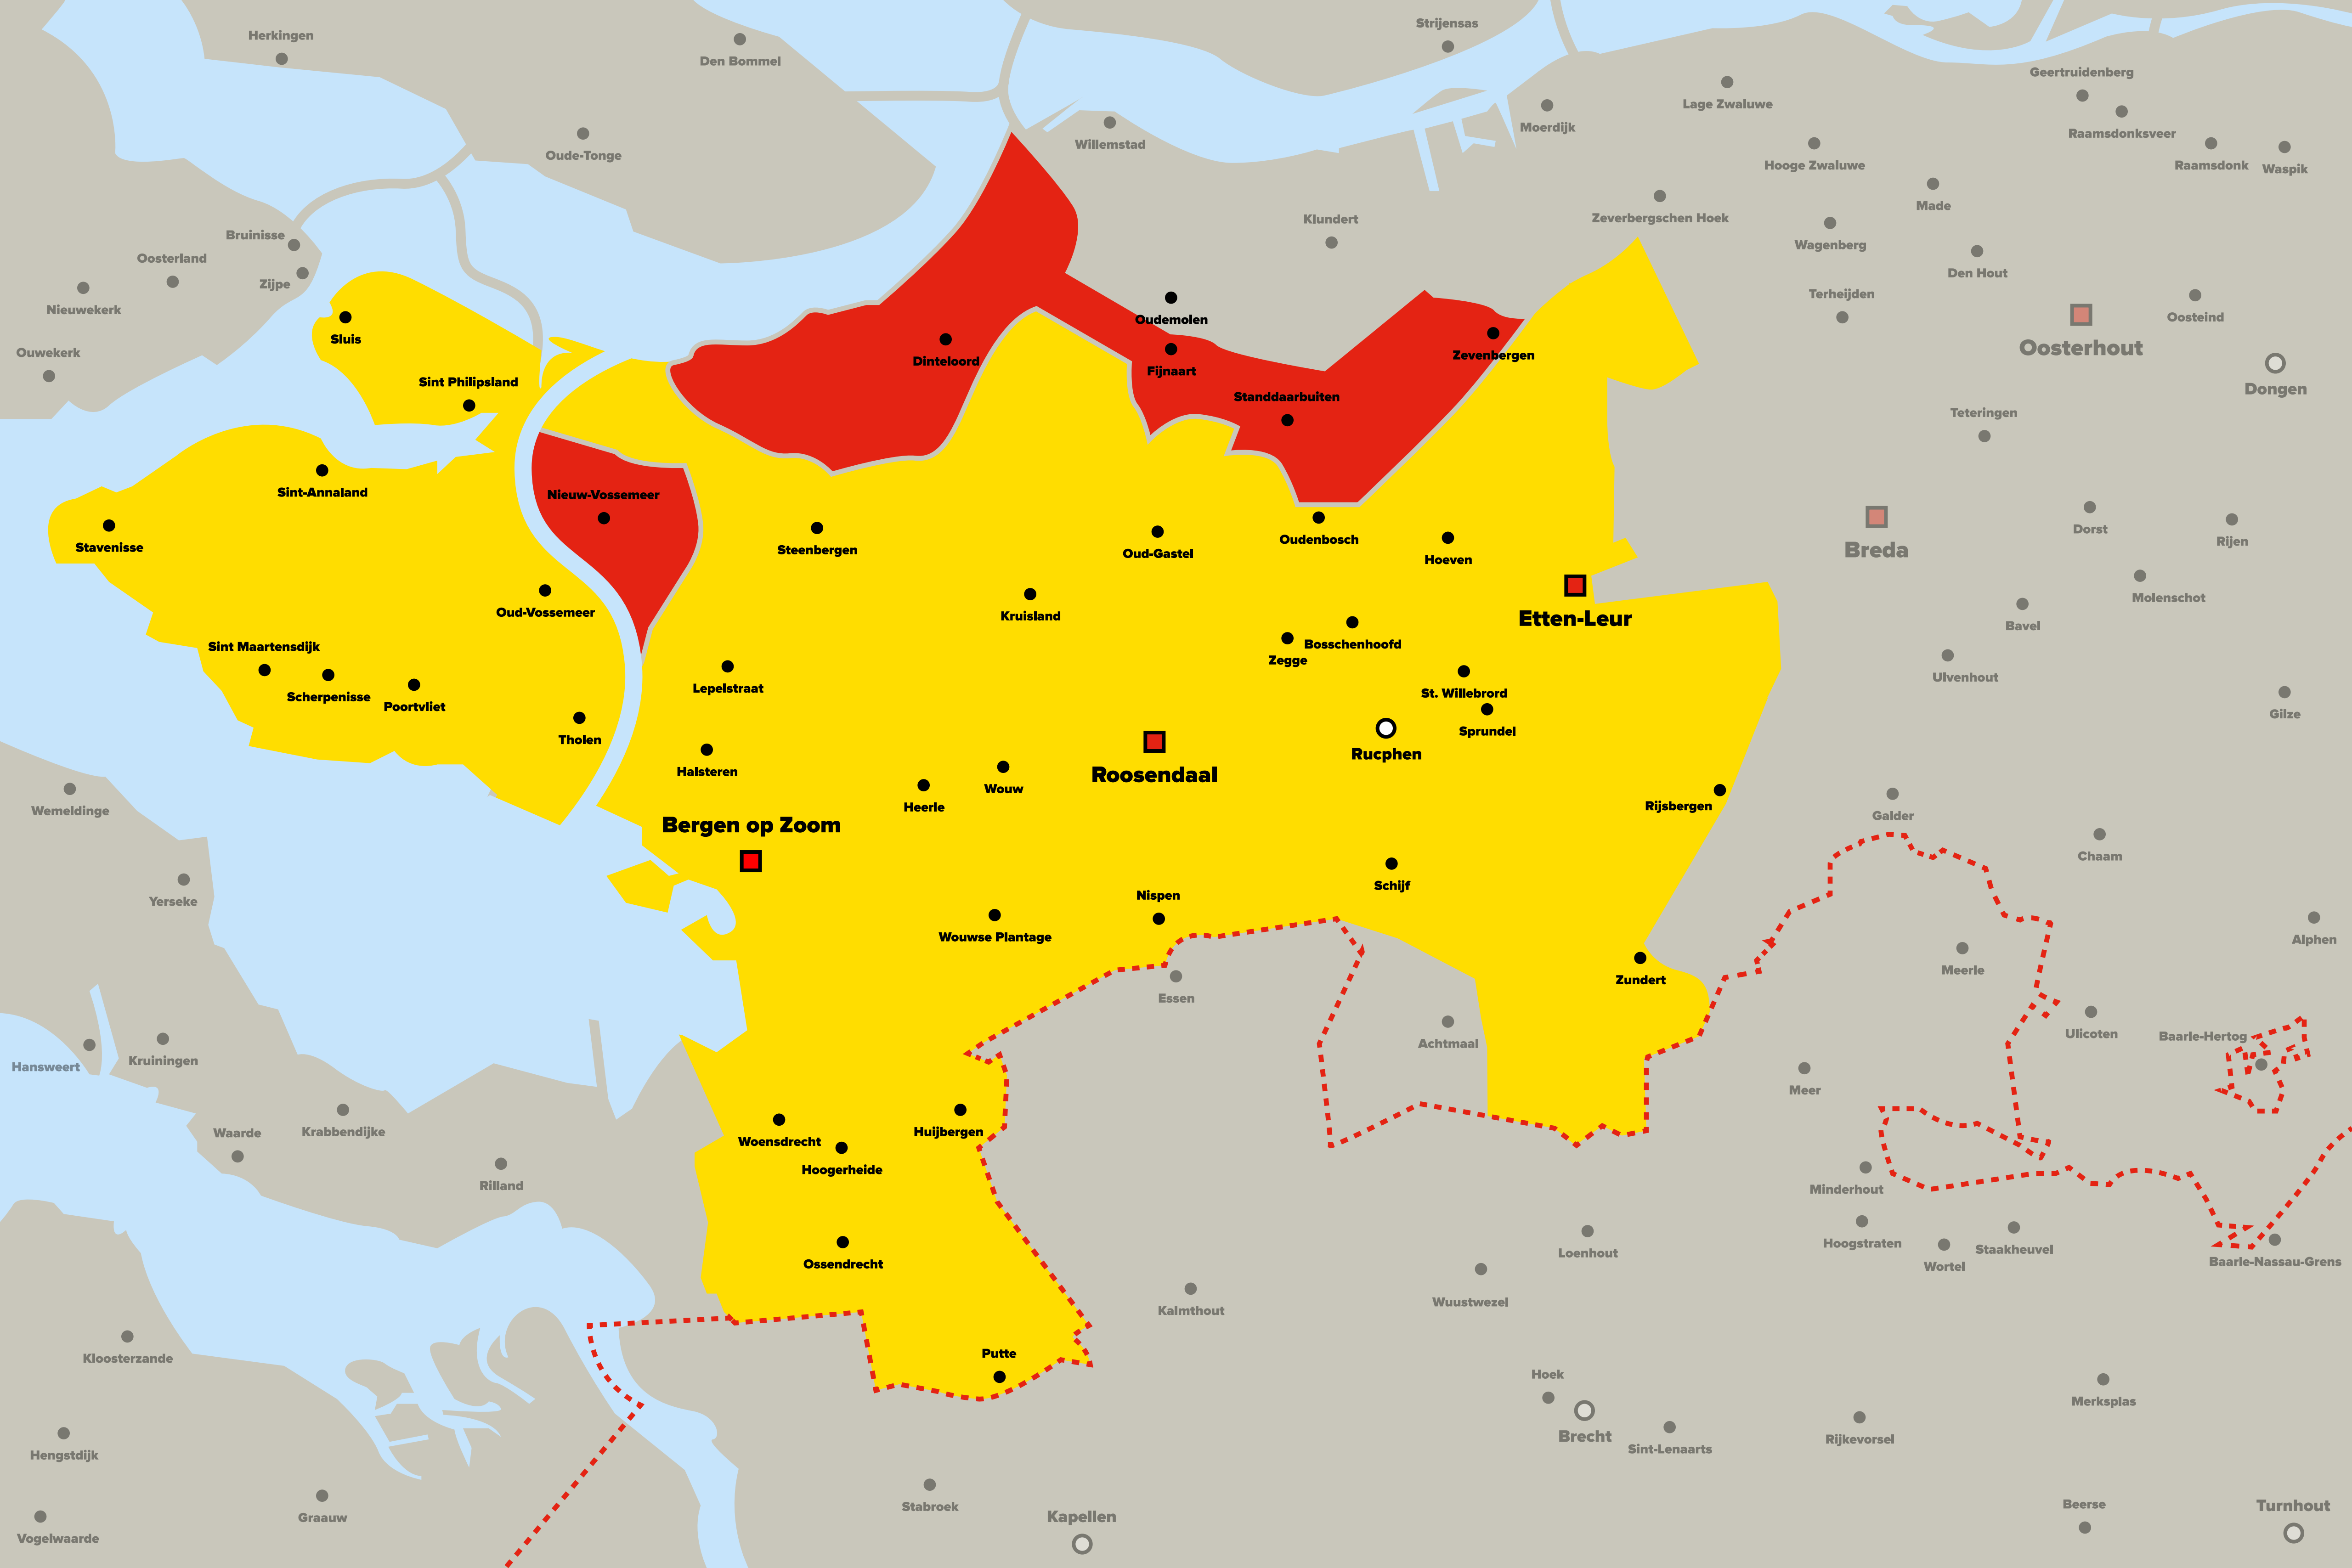 Herkingen
Den Bommel
Strijensas
Geertruidenberg
Lage Zwaluwe
Moerdijk
Raamsdonksveer
Willemstad
Oude-Tonge
Hooge Zwaluwe
Raamsdonk
Waspik
Made
Zeverbergschen Hoek
Klundert
Bruinisse
Wagenberg
Oosterland
Zijpe
Den Hout
Terheijden
Nieuwekerk
Oosteind
Oudemolen
Sluis
Oosterhout
Ouwekerk
Zevenbergen
Dinteloord
Fijnaart
Sint Philipsland
Dongen
Standdaarbuiten
Teteringen
Sint-Annaland
Nieuw-Vossemeer
Dorst
Oudenbosch
Rijen
Stavenisse
Steenbergen
Oud-Gastel
Breda
Hoeven
Molenschot
Oud-Vossemeer
Kruisland
Etten-Leur
Bavel
Sint Maartensdijk
Bosschenhoofd
Zegge
Ulvenhout
Lepelstraat
St. Willebrord
Scherpenisse
Poortvliet
Gilze
Sprundel
Tholen
Rucphen
Halsteren
Roosendaal
Wouw
Heerle
Rijsbergen
Wemeldinge
Galder
Bergen op Zoom
Chaam
Schijf
Nispen
Yerseke
Wouwse Plantage
Alphen
Meerle
Zundert
Essen
Ulicoten
Baarle-Hertog
Achtmaal
Kruiningen
Hansweert
Meer
Krabbendijke
Huijbergen
Waarde
Woensdrecht
Hoogerheide
Rilland
Minderhout
Hoogstraten
Staakheuvel
Loenhout
Baarle-Nassau-Grens
Ossendrecht
Wortel
Wuustwezel
Kalmthout
Putte
Kloosterzande
Hoek
Merksplas
Brecht
Rijkevorsel
Sint-Lenaarts
Hengstdijk
Beerse
Turnhout
Stabroek
Kapellen
Graauw
Vogelwaarde